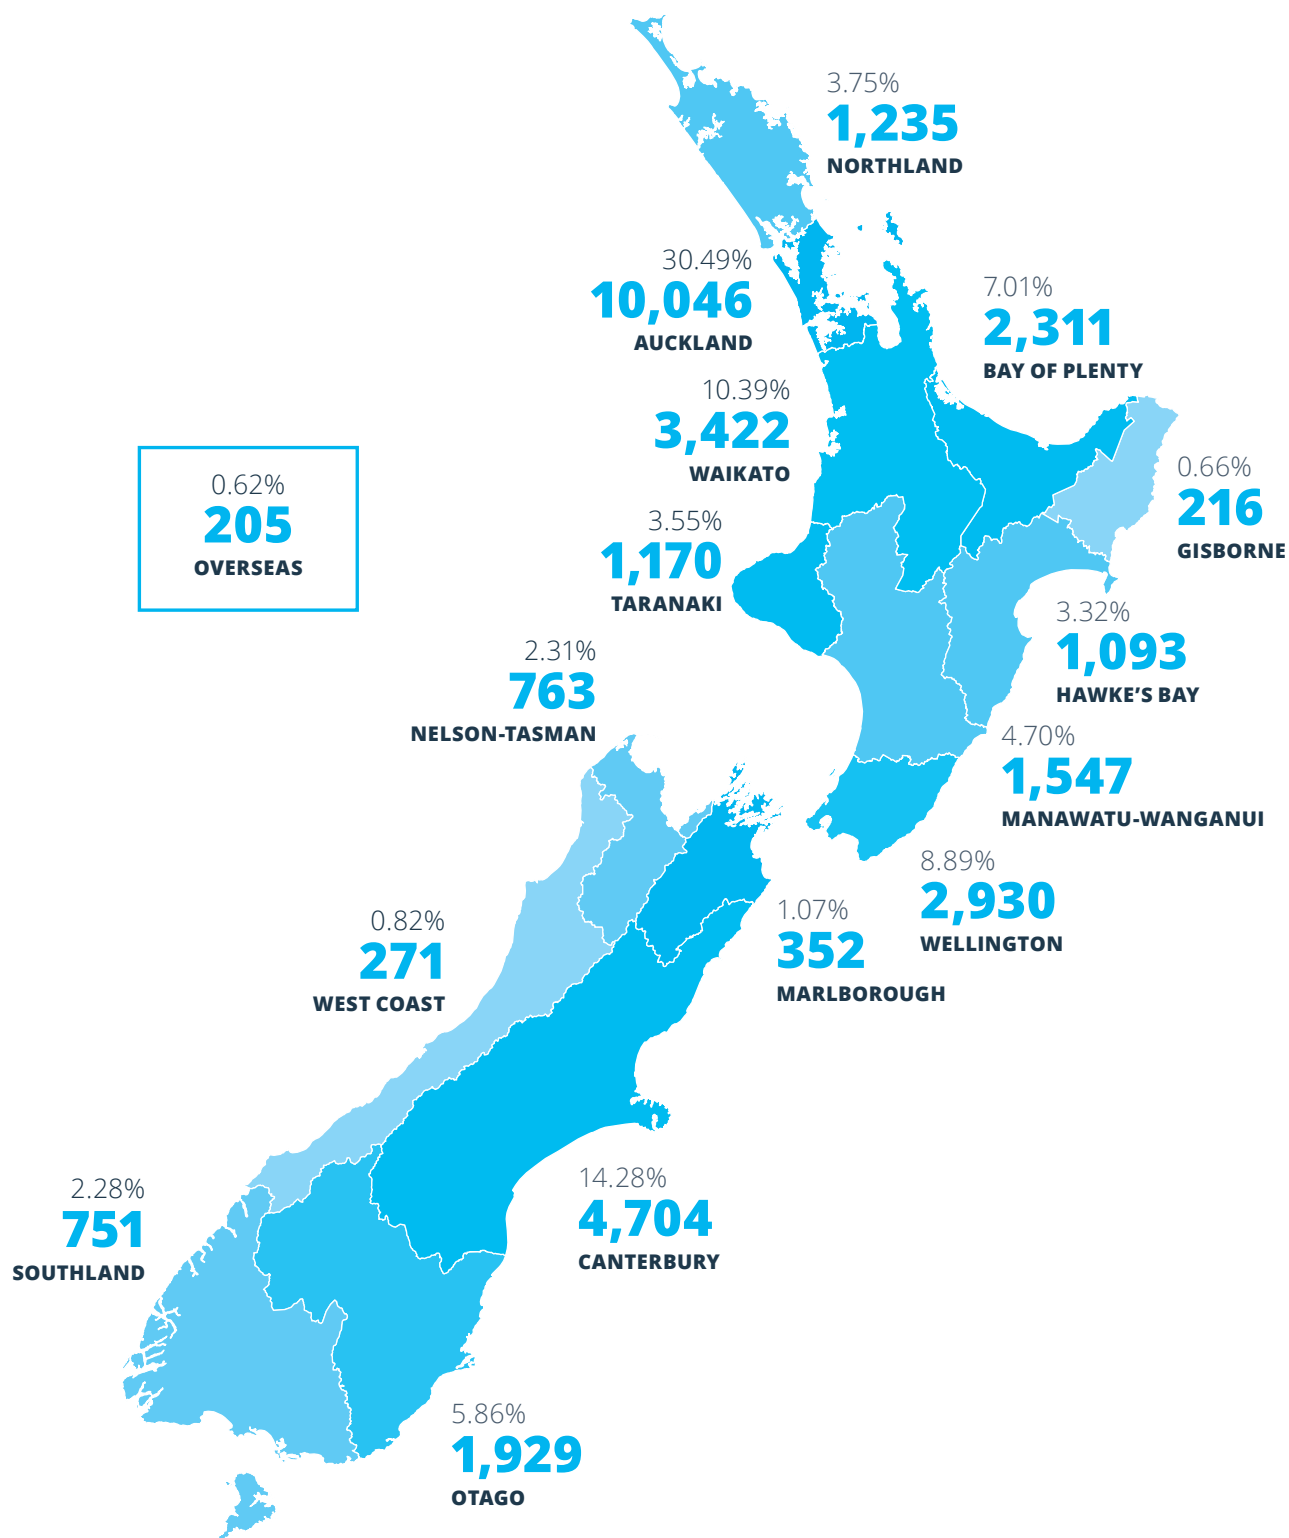 3.75%
1,235
NORTHLAND
30.49%
10,046
AUCKLAND
7.01%
2,311
BAY OF PLENTY
10.39%
3,422
WAIKATO
0.66%
216
GISBORNE
0.62%
205
OVERSEAS
3.55%
1,170
TARANAKI
3.32%
1,093
HAWKE’S BAY
2.31%
763
NELSON-TASMAN
4.70%
1,547
MANAWATU-WANGANUI
8.89%
2,930
WELLINGTON
1.07%
352
MARLBOROUGH
0.82%
271
WEST COAST
14.28%
4,704
CANTERBURY
2.28%
751
SOUTHLAND
5.86%
1,929
OTAGO